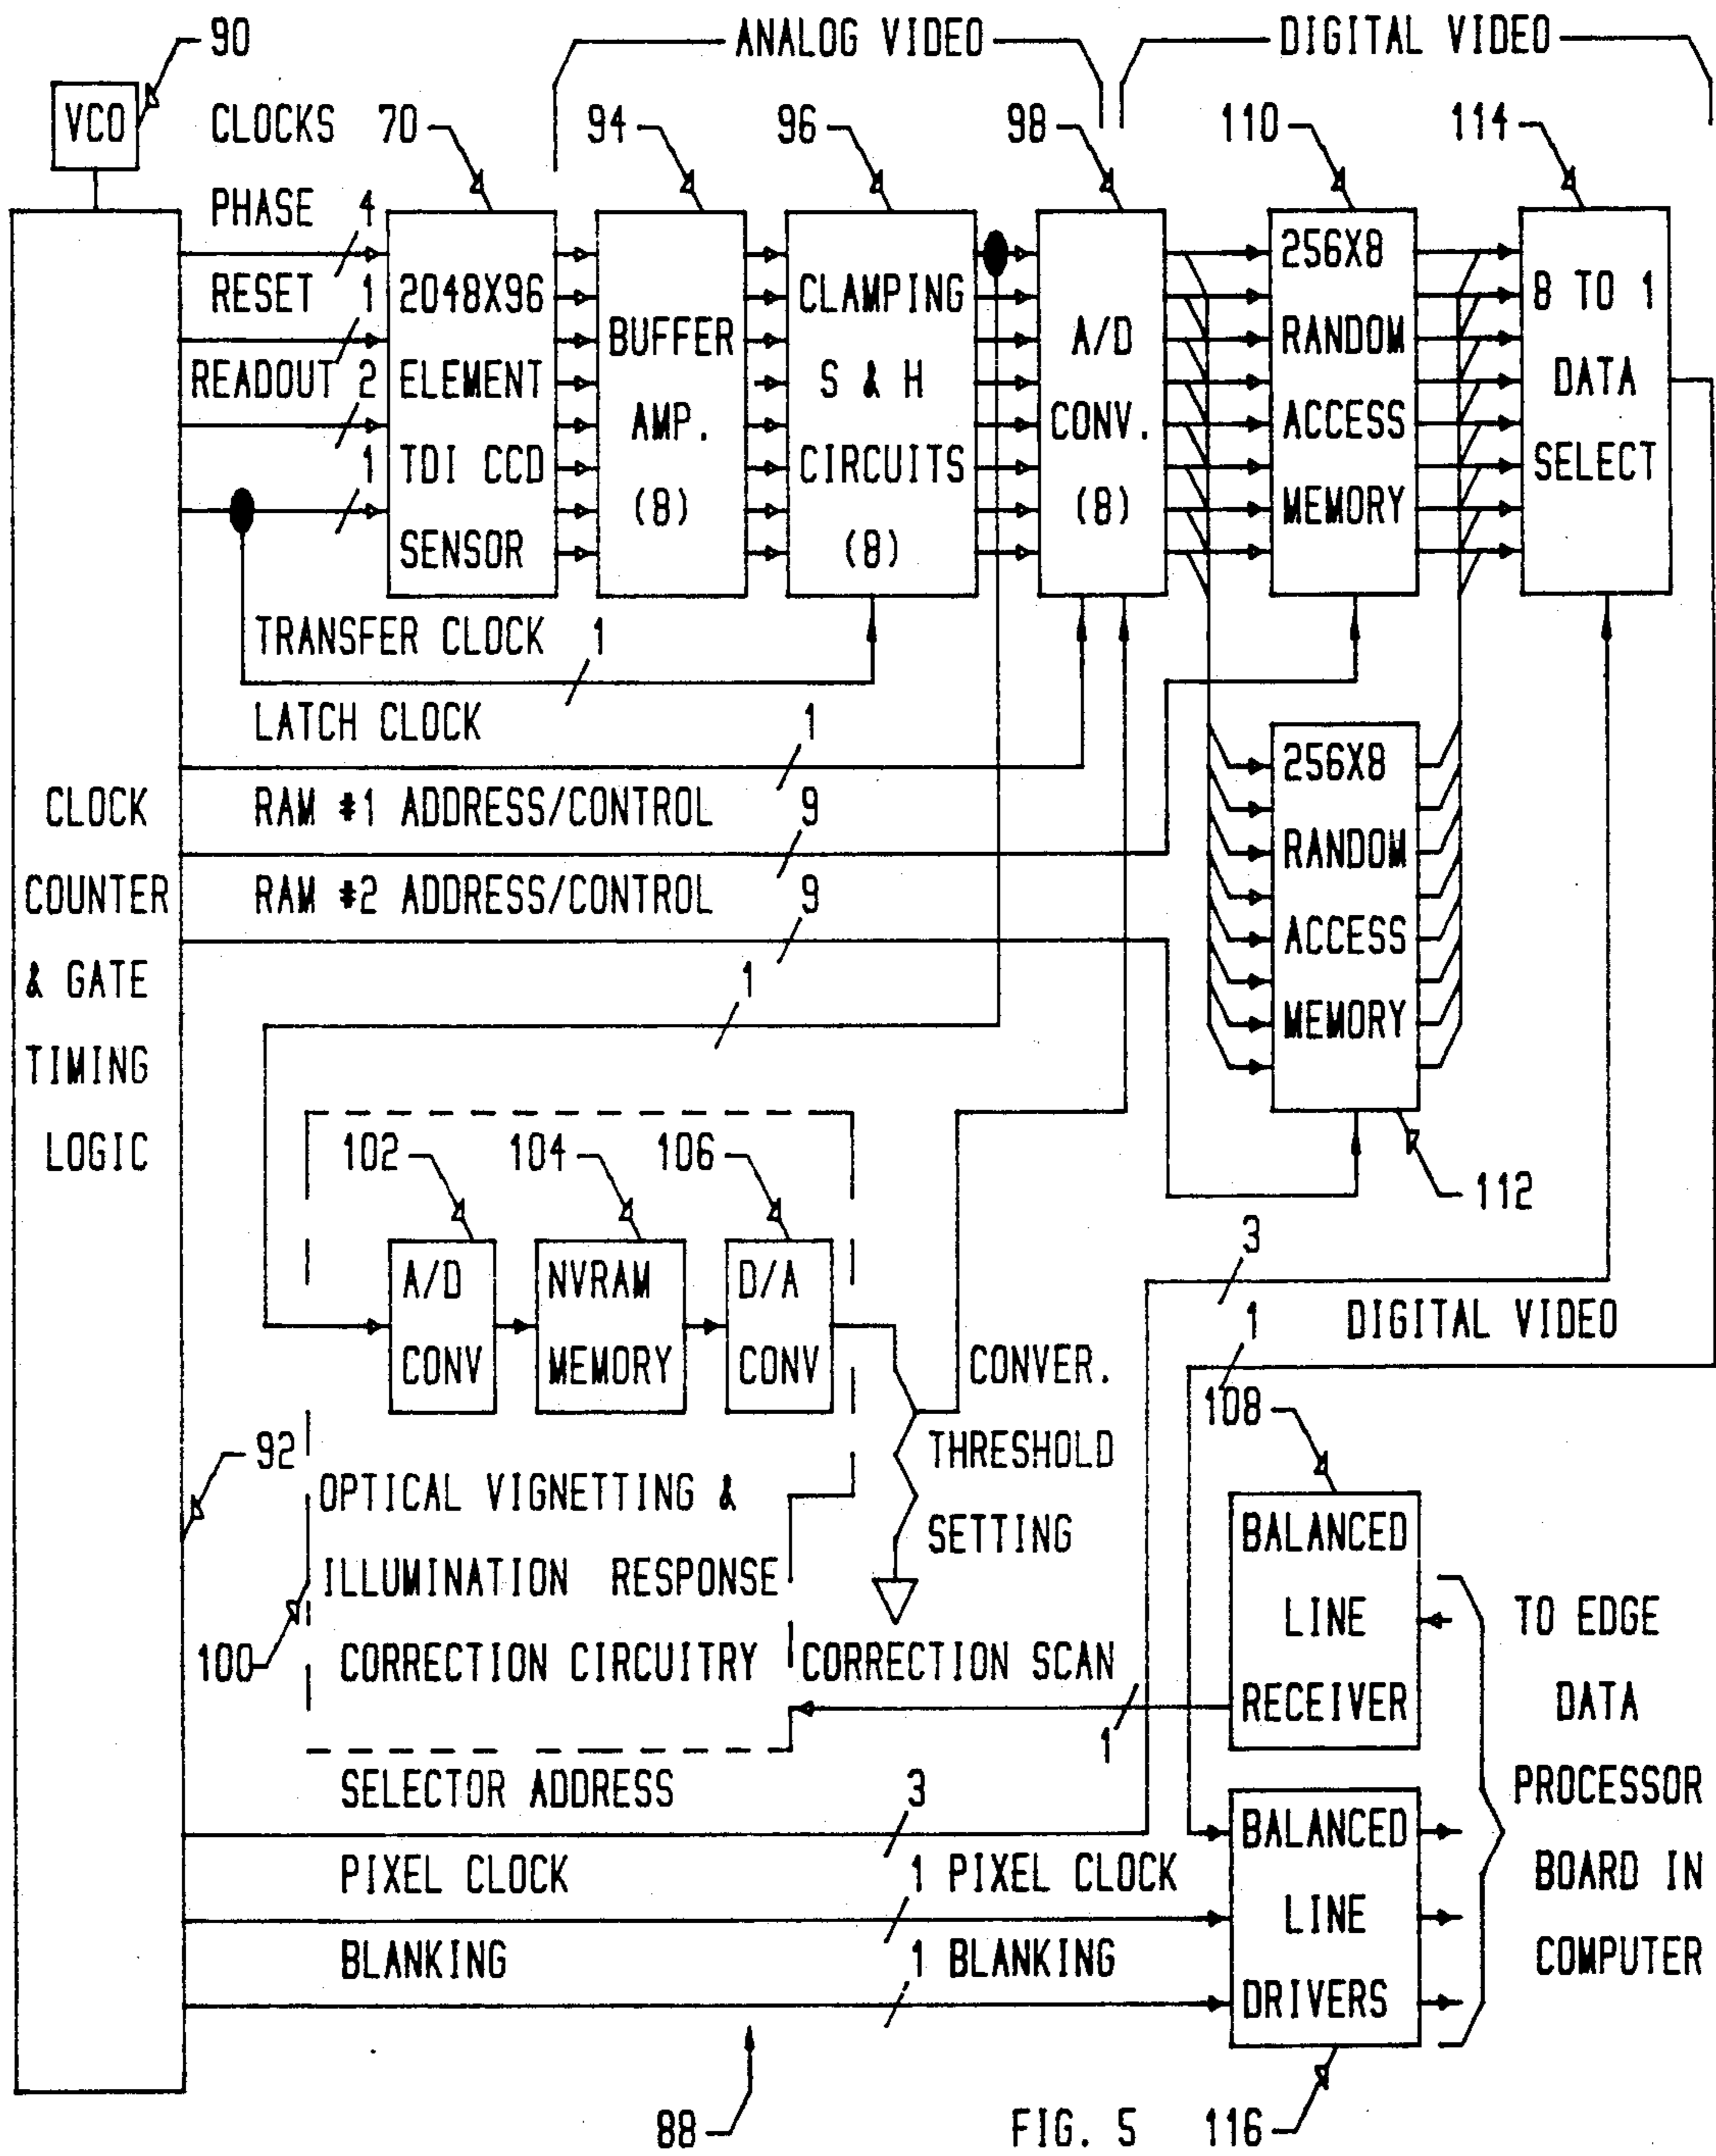 90
ANALOG VIDEO
DIGITAL VIDEO
VCO
CLOCKS
70
94
96
98
110
114
PHASE 4
RESET 1
READOUT 2
1
2048X96
ELEMENT
TDI CCD
SENSOR
BUFFER
AMP.
(8)
CLAMPING
S & H
CIRCUITS
(8)
A/D
CONV.
(8)
256X8
RANDOM
ACCESS
MEMORY
8 TO 1
DATA
SELECT
TRANSFER CLOCK 1
LATCH CLOCK 1
RAM #1 ADDRESS/CONTROL 9
RAM #2 ADDRESS/CONTROL 9
1
256X8
RANDOM
ACCESS
MEMORY
112
CLOCK
COUNTER
& GATE
TIMING
LOGIC
92
102
104
106
A/D
CONV
NVRAM
MEMORY
D/A
CONV
CONVER.
THRESHOLD
SETTING
OPTICAL VIGNETTING &
ILLUMINATION RESPONSE
CORRECTION CIRCUITRY
100
3
1 DIGITAL VIDEO
108
BALANCED
LINE
RECEIVER
CORRECTION SCAN
1
SELECTOR ADDRESS 3
PIXEL CLOCK 1 PIXEL CLOCK
BLANKING 1 BLANKING
BALANCED
LINE
DRIVERS
TO EDGE
DATA
PROCESSOR
BOARD IN
COMPUTER
88
FIG. 5
116